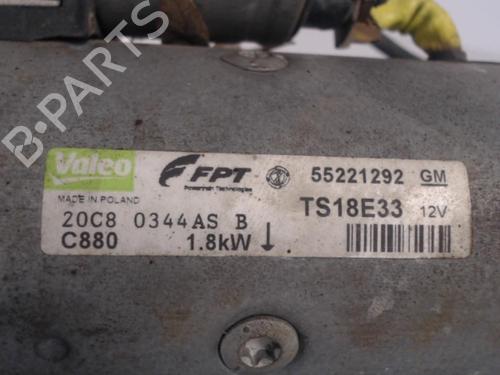 B-PARTS
Valeo
MADE IN POLAND
FPT
Powertrain Technologies
55221292 GM
20C8 0344AS B
TS18E33 12V
C880 1.8kW ↓